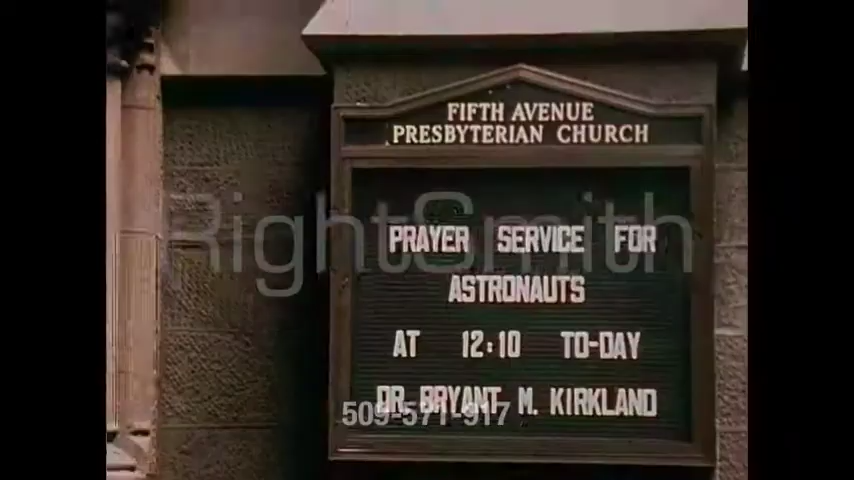 FIFTH AVENUE
PRESBYTERIAN CHURCH
RightSmith
PRAYER SERVICE FOR
ASTRONAUTS
AT 12:10 TO-DAY
DR. BRYANT M. KIRKLAND
509-571-917